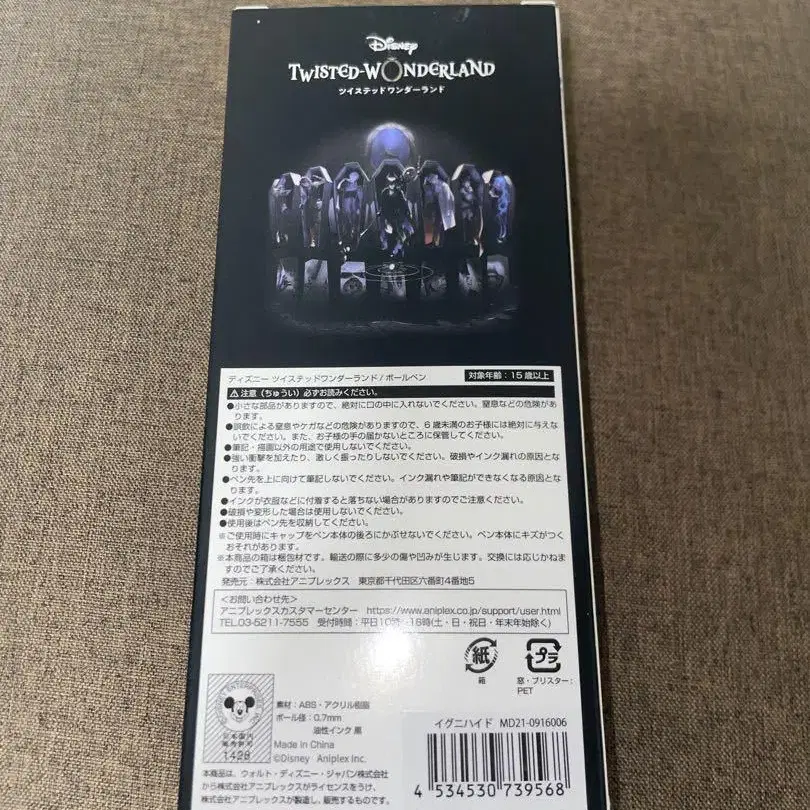 Disney
TWISTED-WONDERLAND
ツイステッドワンダーランド
ディズニー ツイステッドワンダーランド/ボールペン
対象年齢:15歳以上
⚠注意(ちゅうい)必ずお読みください。
●小さな部品がありますので、絶対に口の中に入れないでください。窒息などの危険があ
ります。
●誤飲による窒息やケガなどの危険がありますので、6歳未満のお子様には絶対に与えな
いでください。また、お子様の手の届かないところに保管してください。
●筆記・描画以外の用途で使用しないでください。
●強い衝撃を加えたり、激しく振ったりしないでください。破損やインク漏れの原因とな
ります。
●ペン先を上に向けて筆記しないでください。インク漏れや筆記ができなくなる原因とな
ります。
●インクが衣服などに付着すると落ちない場合がありますのでご注意ください。
●破損や変形した場合は使用しないでください。
●使用後はペン先を収納してください。
※ご使用時にキャップをペン本体の後ろにかぶせないでください。ペン本体にキズがつく
おそれがあります。
※本商品の箱は梱包材です。輸送の際に多少の傷や凹みが生じます。交換には応じかねま
すのでご了承ください。
発売元:株式会社アニプレックス 東京都千代田区六番町4番地5
<お問い合わせ先>
アニプレックスカスタマーセンター https://www.aniplex.co.jp/support/user.html
TEL.03-5211-7555 受付時間:平日10時~16時(土・日・祝日・年末年始除く)
紙
箱
プラ
窓・ブリスター:
PET
日本国内
販売許可
1428
素材:ABS・アクリル樹脂
ボール径:0.7mm
油性インク 黒
Made in China
©Disney Aniplex Inc.
本商品は、ウォルト・ディズニー・ジャパン株式会社
から株式会社アニプレックスがライセンスをうけ、
株式会社アニプレックスが製造し、販売するものです。
イグニハイド MD21-0916006
4 534530 739568